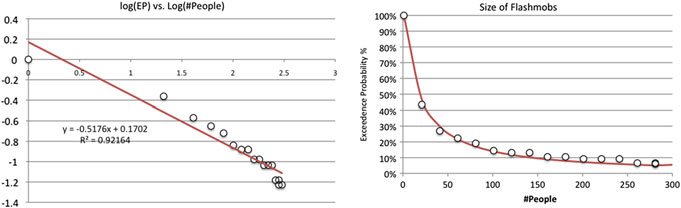 log(EP) vs. Log(#People)
0.4
0.2
0
-0.2
-0.4
-0.6
-0.8
-1
-1.2
-1.4
0 0.5 1 1.5 2 2.5 3
y = -0.5176x + 0.1702
R² = 0.92164
Size of Flashmobs
Exceedence Probability %
100%
90%
80%
70%
60%
50%
40%
30%
20%
10%
0%
0 50 100 150 200 250 300
#People